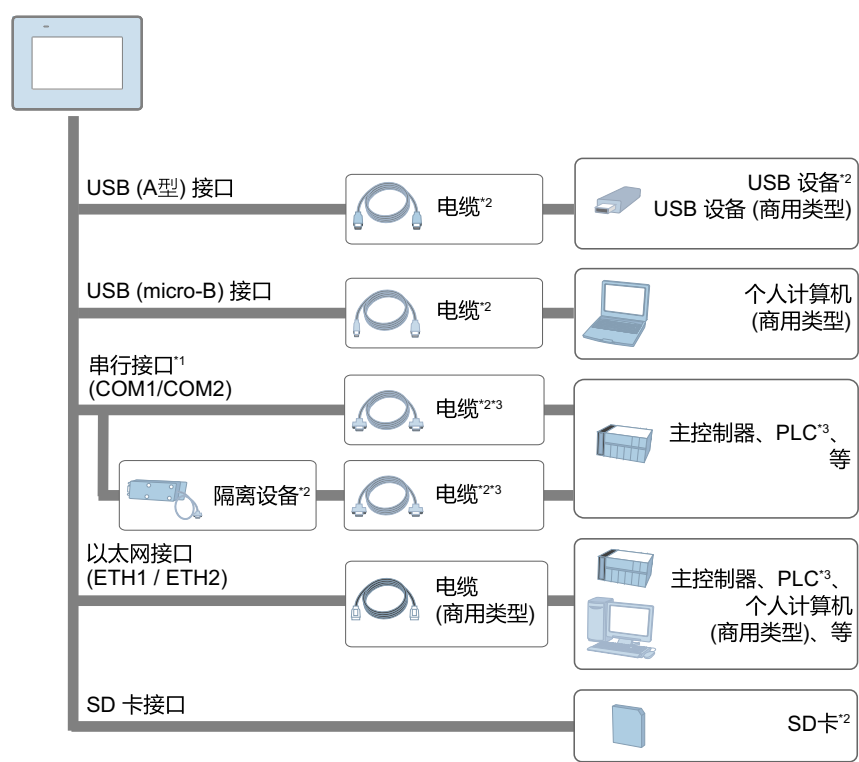 USB (A型) 接口
电缆*2
USB 设备*2
USB 设备 (商用类型)
USB (micro-B) 接口
电缆*2
个人计算机
(商用类型)
串行接口*1
(COM1/COM2)
电缆*2*3
主控制器、PLC*3、
等
隔离设备*2
电缆*2*3
以太网接口
(ETH1 / ETH2)
电缆
(商用类型)
主控制器、PLC*3、
个人计算机
(商用类型)、等
SD 卡接口
SD卡*2